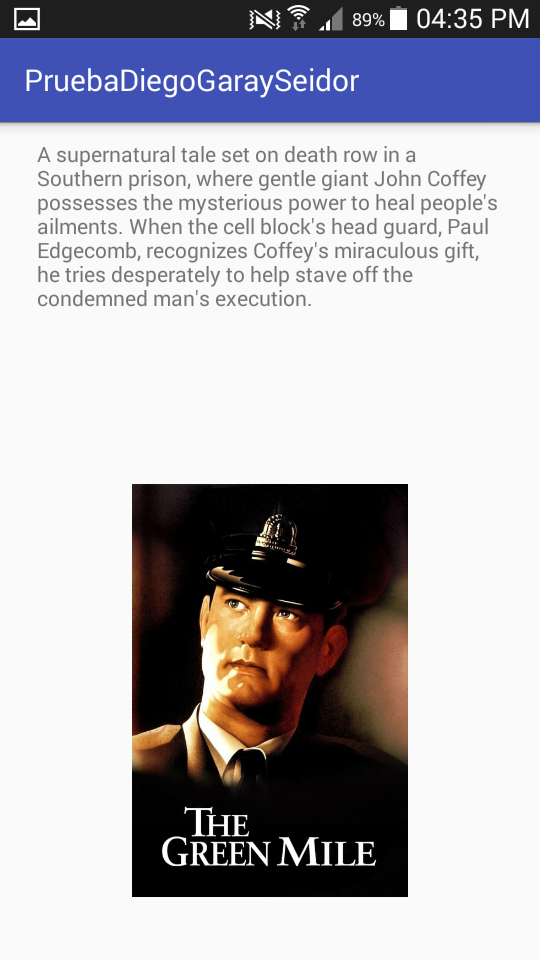 89% 04:35 PM
PruebaDiegoGaraySeidor
A supernatural tale set on death row in a
Southern prison, where gentle giant John Coffey
possesses the mysterious power to heal people's
ailments. When the cell block's head guard, Paul
Edgecomb, recognizes Coffey's miraculous gift,
he tries desperately to help stave off the
condemned man's execution.
THE
GREEN MILE